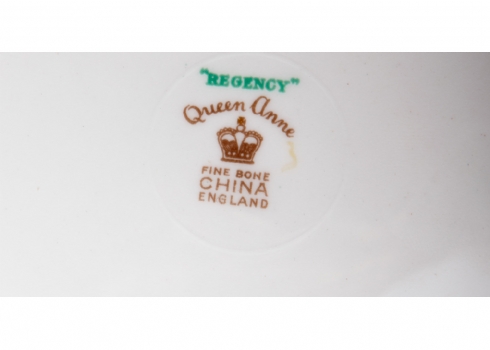 "REGENCY"
Queen Anne
FINE BONE
CHINA
ENGLAND